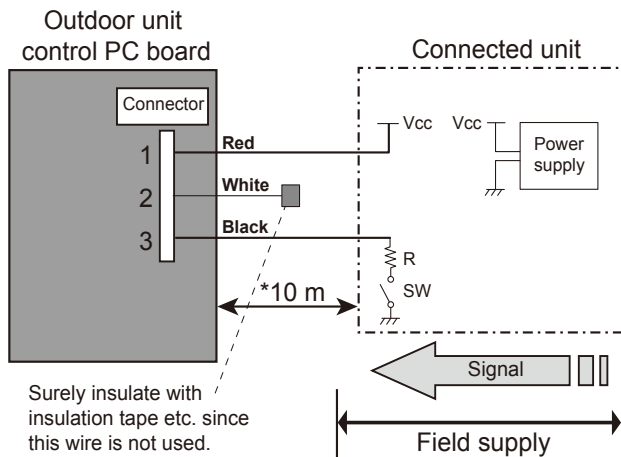 Outdoor unit
control PC board
Connected unit
Connector
1
Red
2
White
3
Black
Vcc
Vcc
Power
supply
R
SW
*10 m
Signal
Surely insulate with
insulation tape etc. since
this wire is not used.
Field supply